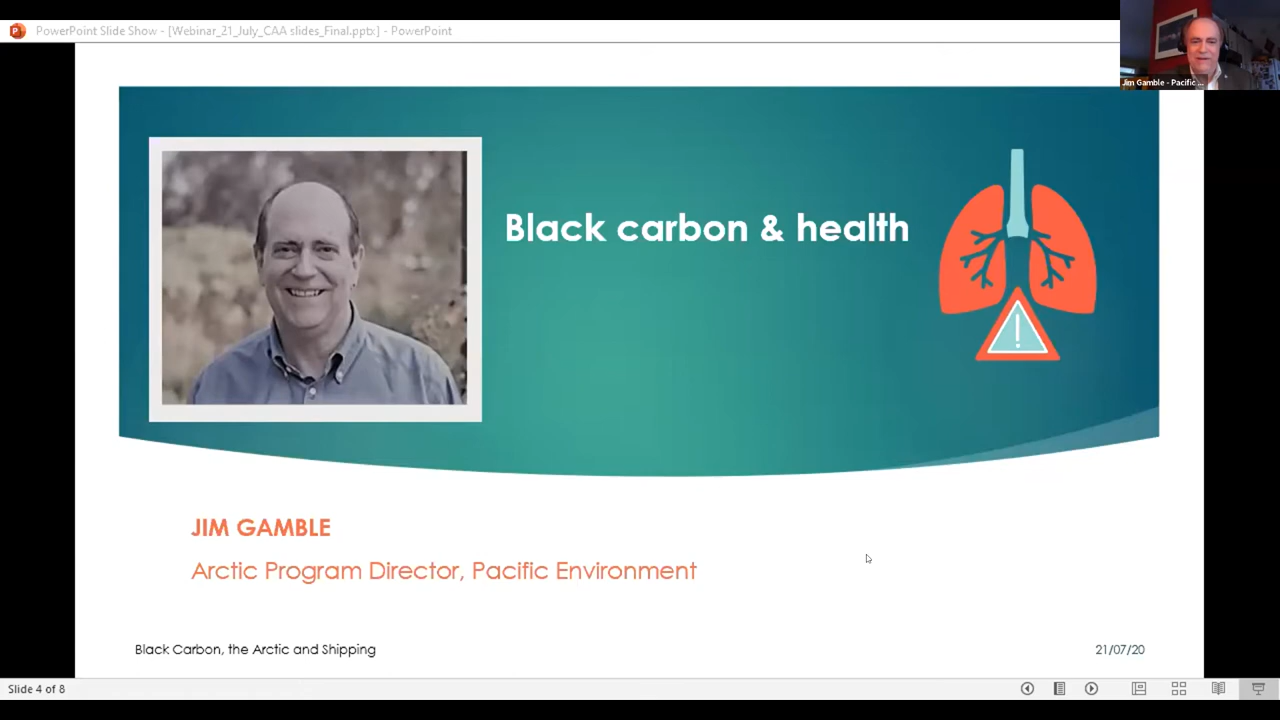 PowerPoint Slide Show - [Webinar_21_July_CAA slides_Final.ppb:] - PowerPoint
Jim Gamble - Pacific ...
Black carbon & health
JIM GAMBLE
Arctic Program Director, Pacific Environment
Black Carbon, the Arctic and Shipping
21/07/20
Slide 4 of 8